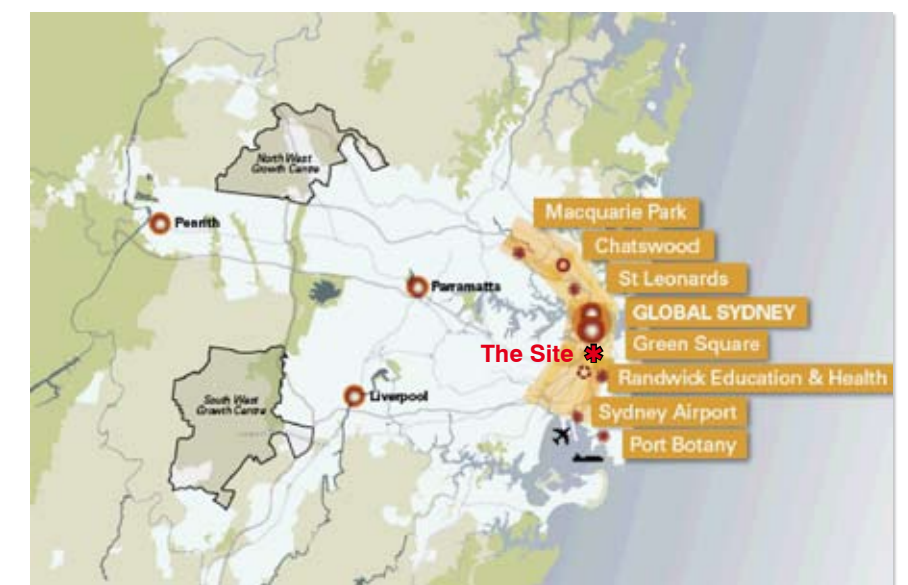 North West
Growth Centre
Penrith
Macquarie Park
Chatswood
St Leonards
Parramatta
GLOBAL SYDNEY
Green Square
The Site
Randwick Education & Health
South West
Growth Centre
Liverpool
Sydney Airport
Port Botany